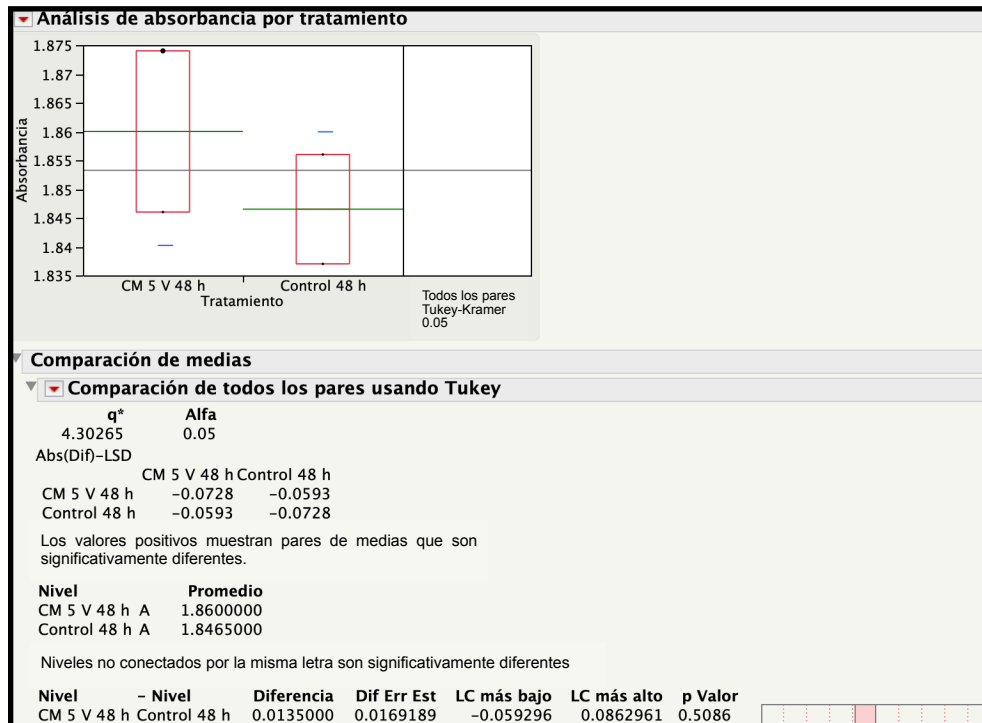 Análisis de absorbancia por tratamiento
1.875
1.87
1.865
1.86
1.855
1.85
1.845
1.84
1.835
Absorbancia
CM 5 V 48 h Control 48 h
Tratamiento
Todos los pares
Tukey-Kramer
0.05
Comparación de medias
Comparación de todos los pares usando Tukey
q* Alfa
4.30265 0.05
Abs(Dif)-LSD
CM 5 V 48 h Control 48 h
CM 5 V 48 h -0.0728 -0.0593
Control 48 h -0.0593 -0.0728
Los valores positivos muestran pares de medias que son
significativamente diferentes.
Nivel Promedio
CM 5 V 48 h A 1.8600000
Control 48 h A 1.8465000
Niveles no conectados por la misma letra son significativamente diferentes
Nivel - Nivel Diferencia Dif Err Est LC más bajo LC más alto p Valor
CM 5 V 48 h Control 48 h 0.0135000 0.0169189 -0.059296 0.0862961 0.5086